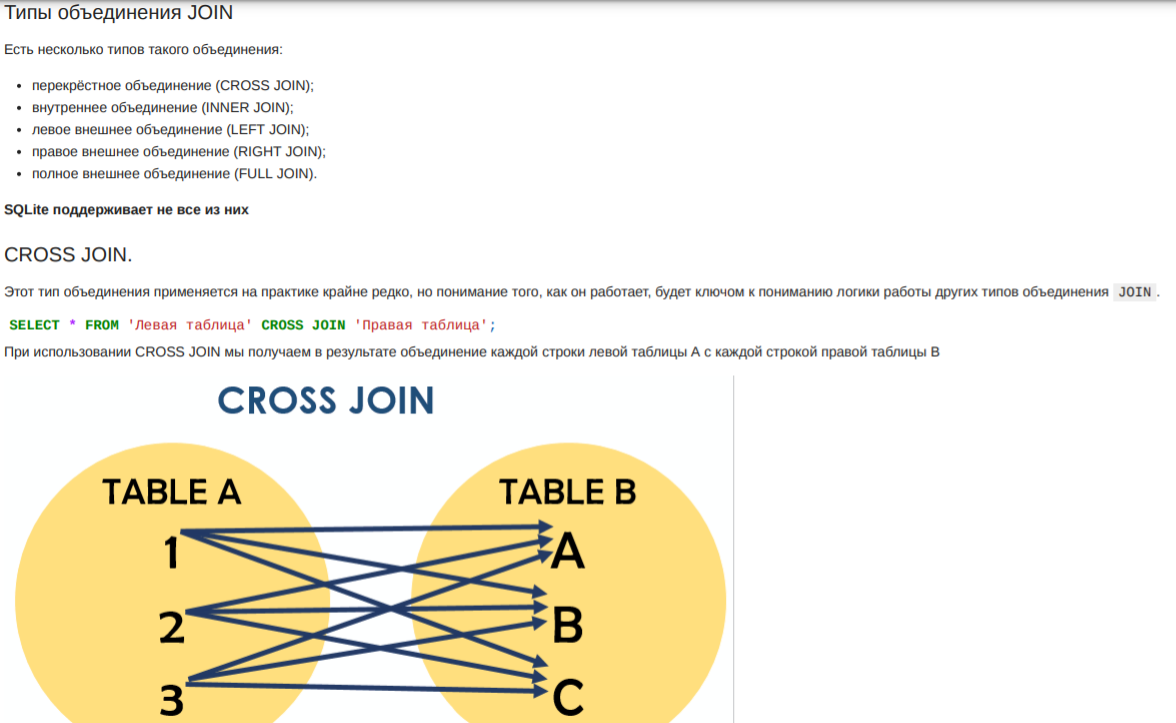 Типы объединения JOIN
Есть несколько типов такого объединения:
перекрёстное объединение (CROSS JOIN);
внутреннее объединение (INNER JOIN);
левое внешнее объединение (LEFT JOIN);
правое внешнее объединение (RIGHT JOIN);
полное внешнее объединение (FULL JOIN).
SQLite поддерживает не все из них
CROSS JOIN.
Этот тип объединения применяется на практике крайне редко, но понимание того, как он работает, будет ключом к пониманию логики работы других типов объединения JOIN .
SELECT * FROM 'Левая таблица' CROSS JOIN 'Правая таблица';
При использовании CROSS JOIN мы получаем в результате объединение каждой строки левой таблицы A с каждой строкой правой таблицы B
CROSS JOIN
TABLE A TABLE B
1 A
2 B
3 C